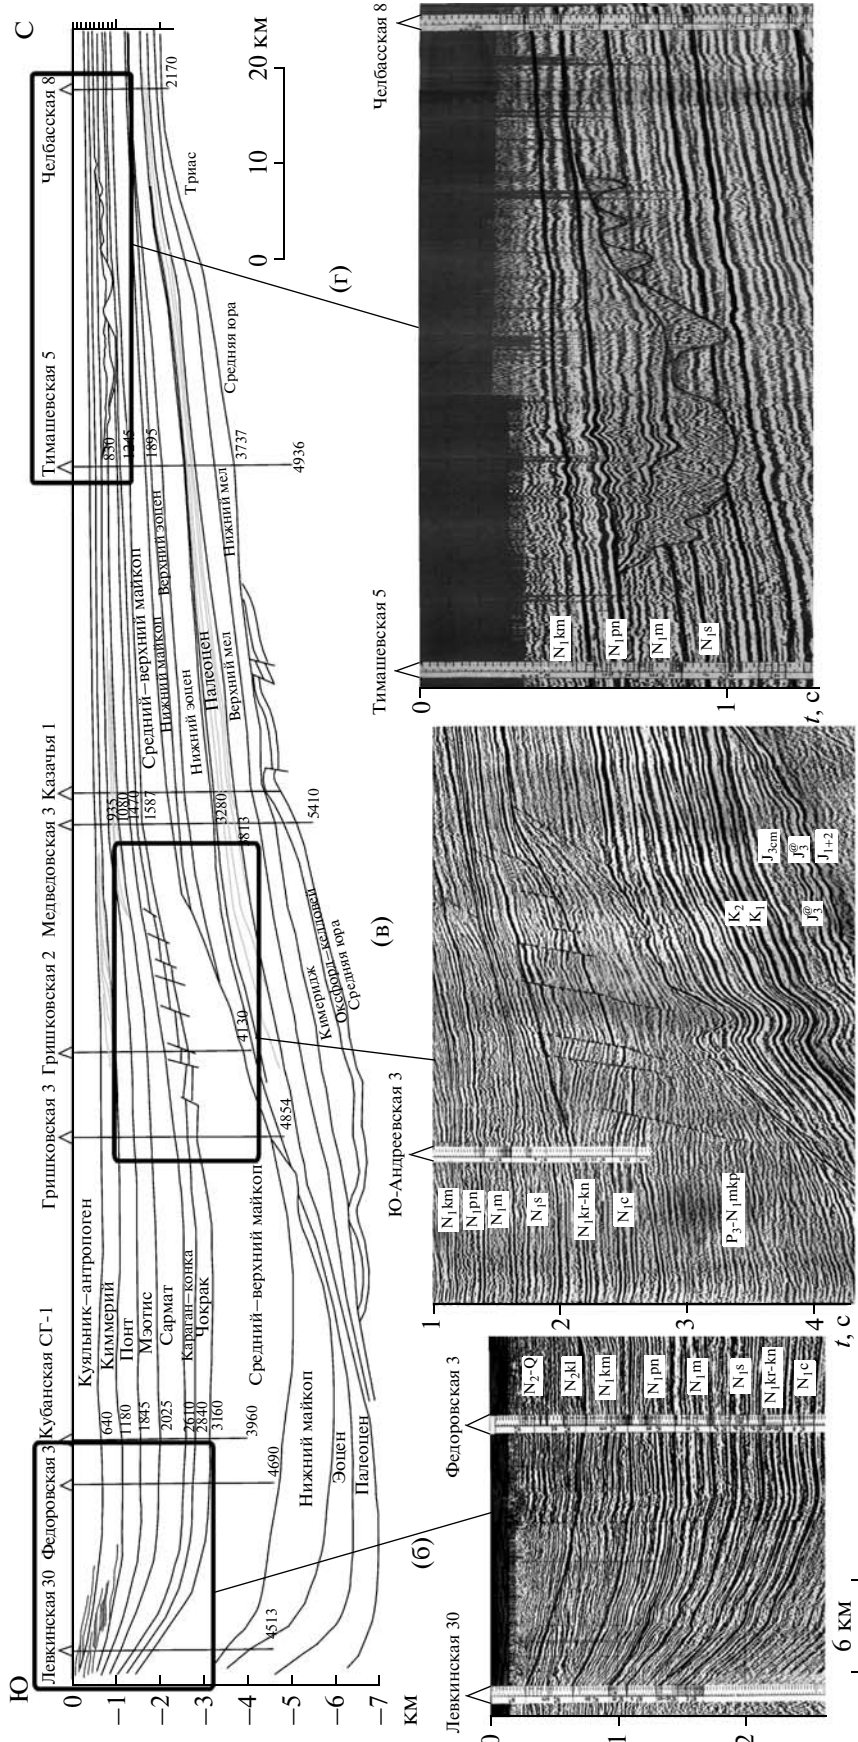 Ю
С
Левкинская 30
Федоровская 3
Кубанская СГ-1
Гришковская 3
Гришковская 2
Медведовская 3
Казачья 1
Тимашевская 5
Челбасская 8
0
—1
—2
—3
—4
—5
—6
—7
км
Куяльник–антропоген
Киммерий
Понт
Мэотис
Сармат
Караган–конка
Чокрак
Средний–верхний майкоп
Нижний майкоп
Эоцен
Палеоцен
640
1180
1845
2025
2610
2840
3160
3960
4690
4513
4854
4130
935
1080
1470
1587
3280
3813
5410
Средний–верхний майкоп
Нижний майкоп
Верхний эоцен
Нижний эоцен
Палеоцен
Верхний мел
Нижний мел
Кимеридж
Оксфорд–келловей
Средняя юра
830
1245
1895
3737
4936
2170
Средняя юра
Триас
0
10
20 км
(б)
Левкинская 30
Федоровская 3
0
1
2
N₂-Q
N₂kl
N₁km
N₁pn
N₁m
N₁s
N₁kr-kn
N₁c
6 км
(в)
Ю-Андреевская 3
1
2
3
4
t, с
N₁km
N₁pn
N₁m
N₁s
N₁kr-kn
N₁c
P₃-N₁mkp
K₂
K₁
J₃@
J₃cm
J₃@
J₁₊₂
(г)
Тимашевская 5
Челбасская 8
0
1
t, с
N₁km
N₁pn
N₁m
N₁s